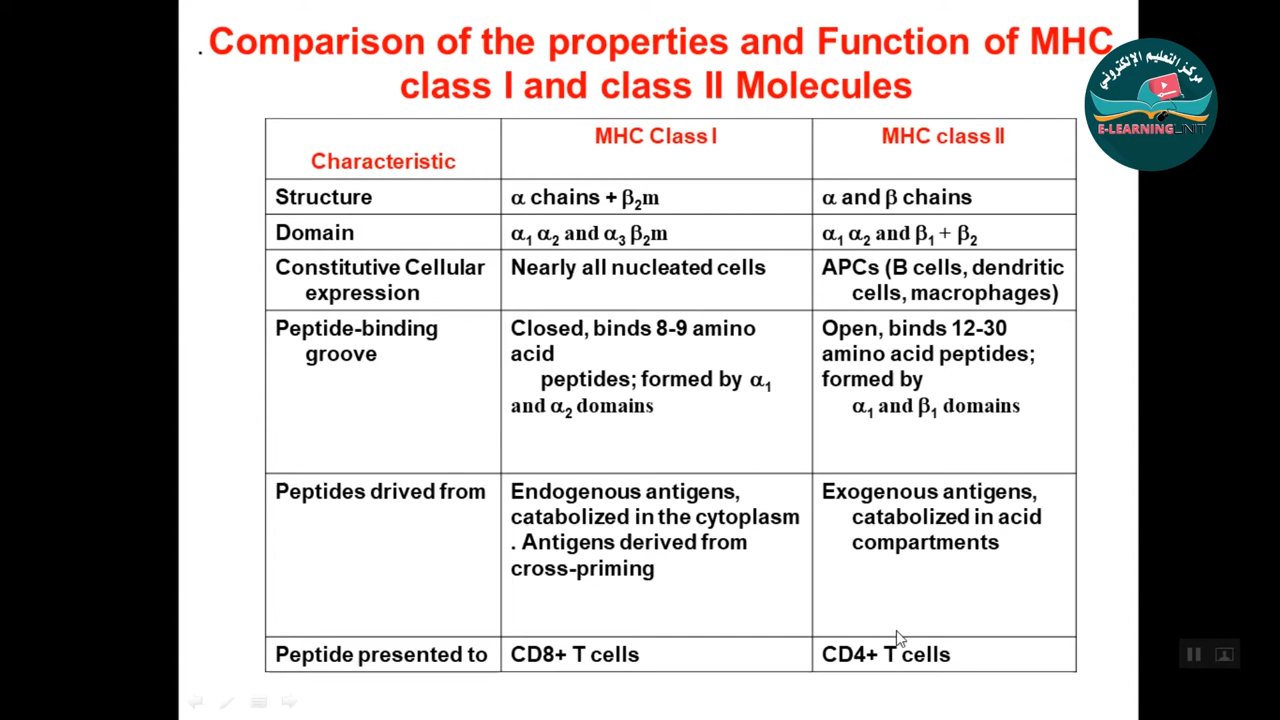 . Comparison of the properties and Function of MHC
class I and class II Molecules
مركز التعليم الإلكتروني
E-LEARNING UNIT
Characteristic
MHC Class I
MHC class II
Structure
α chains + β₂m
α and β chains
Domain
α₁ α₂ and α₃ β₂m
α₁ α₂ and β₁ + β₂
Constitutive Cellular
expression
Nearly all nucleated cells
APCs (B cells, dendritic
cells, macrophages)
Peptide-binding
groove
Closed, binds 8-9 amino
acid
peptides; formed by α₁
and α₂ domains
Open, binds 12-30
amino acid peptides;
formed by
α₁ and β₁ domains
Peptides drived from
Endogenous antigens,
catabolized in the cytoplasm
. Antigens derived from
cross-priming
Exogenous antigens,
catabolized in acid
compartments
Peptide presented to
CD8+ T cells
CD4+ T cells